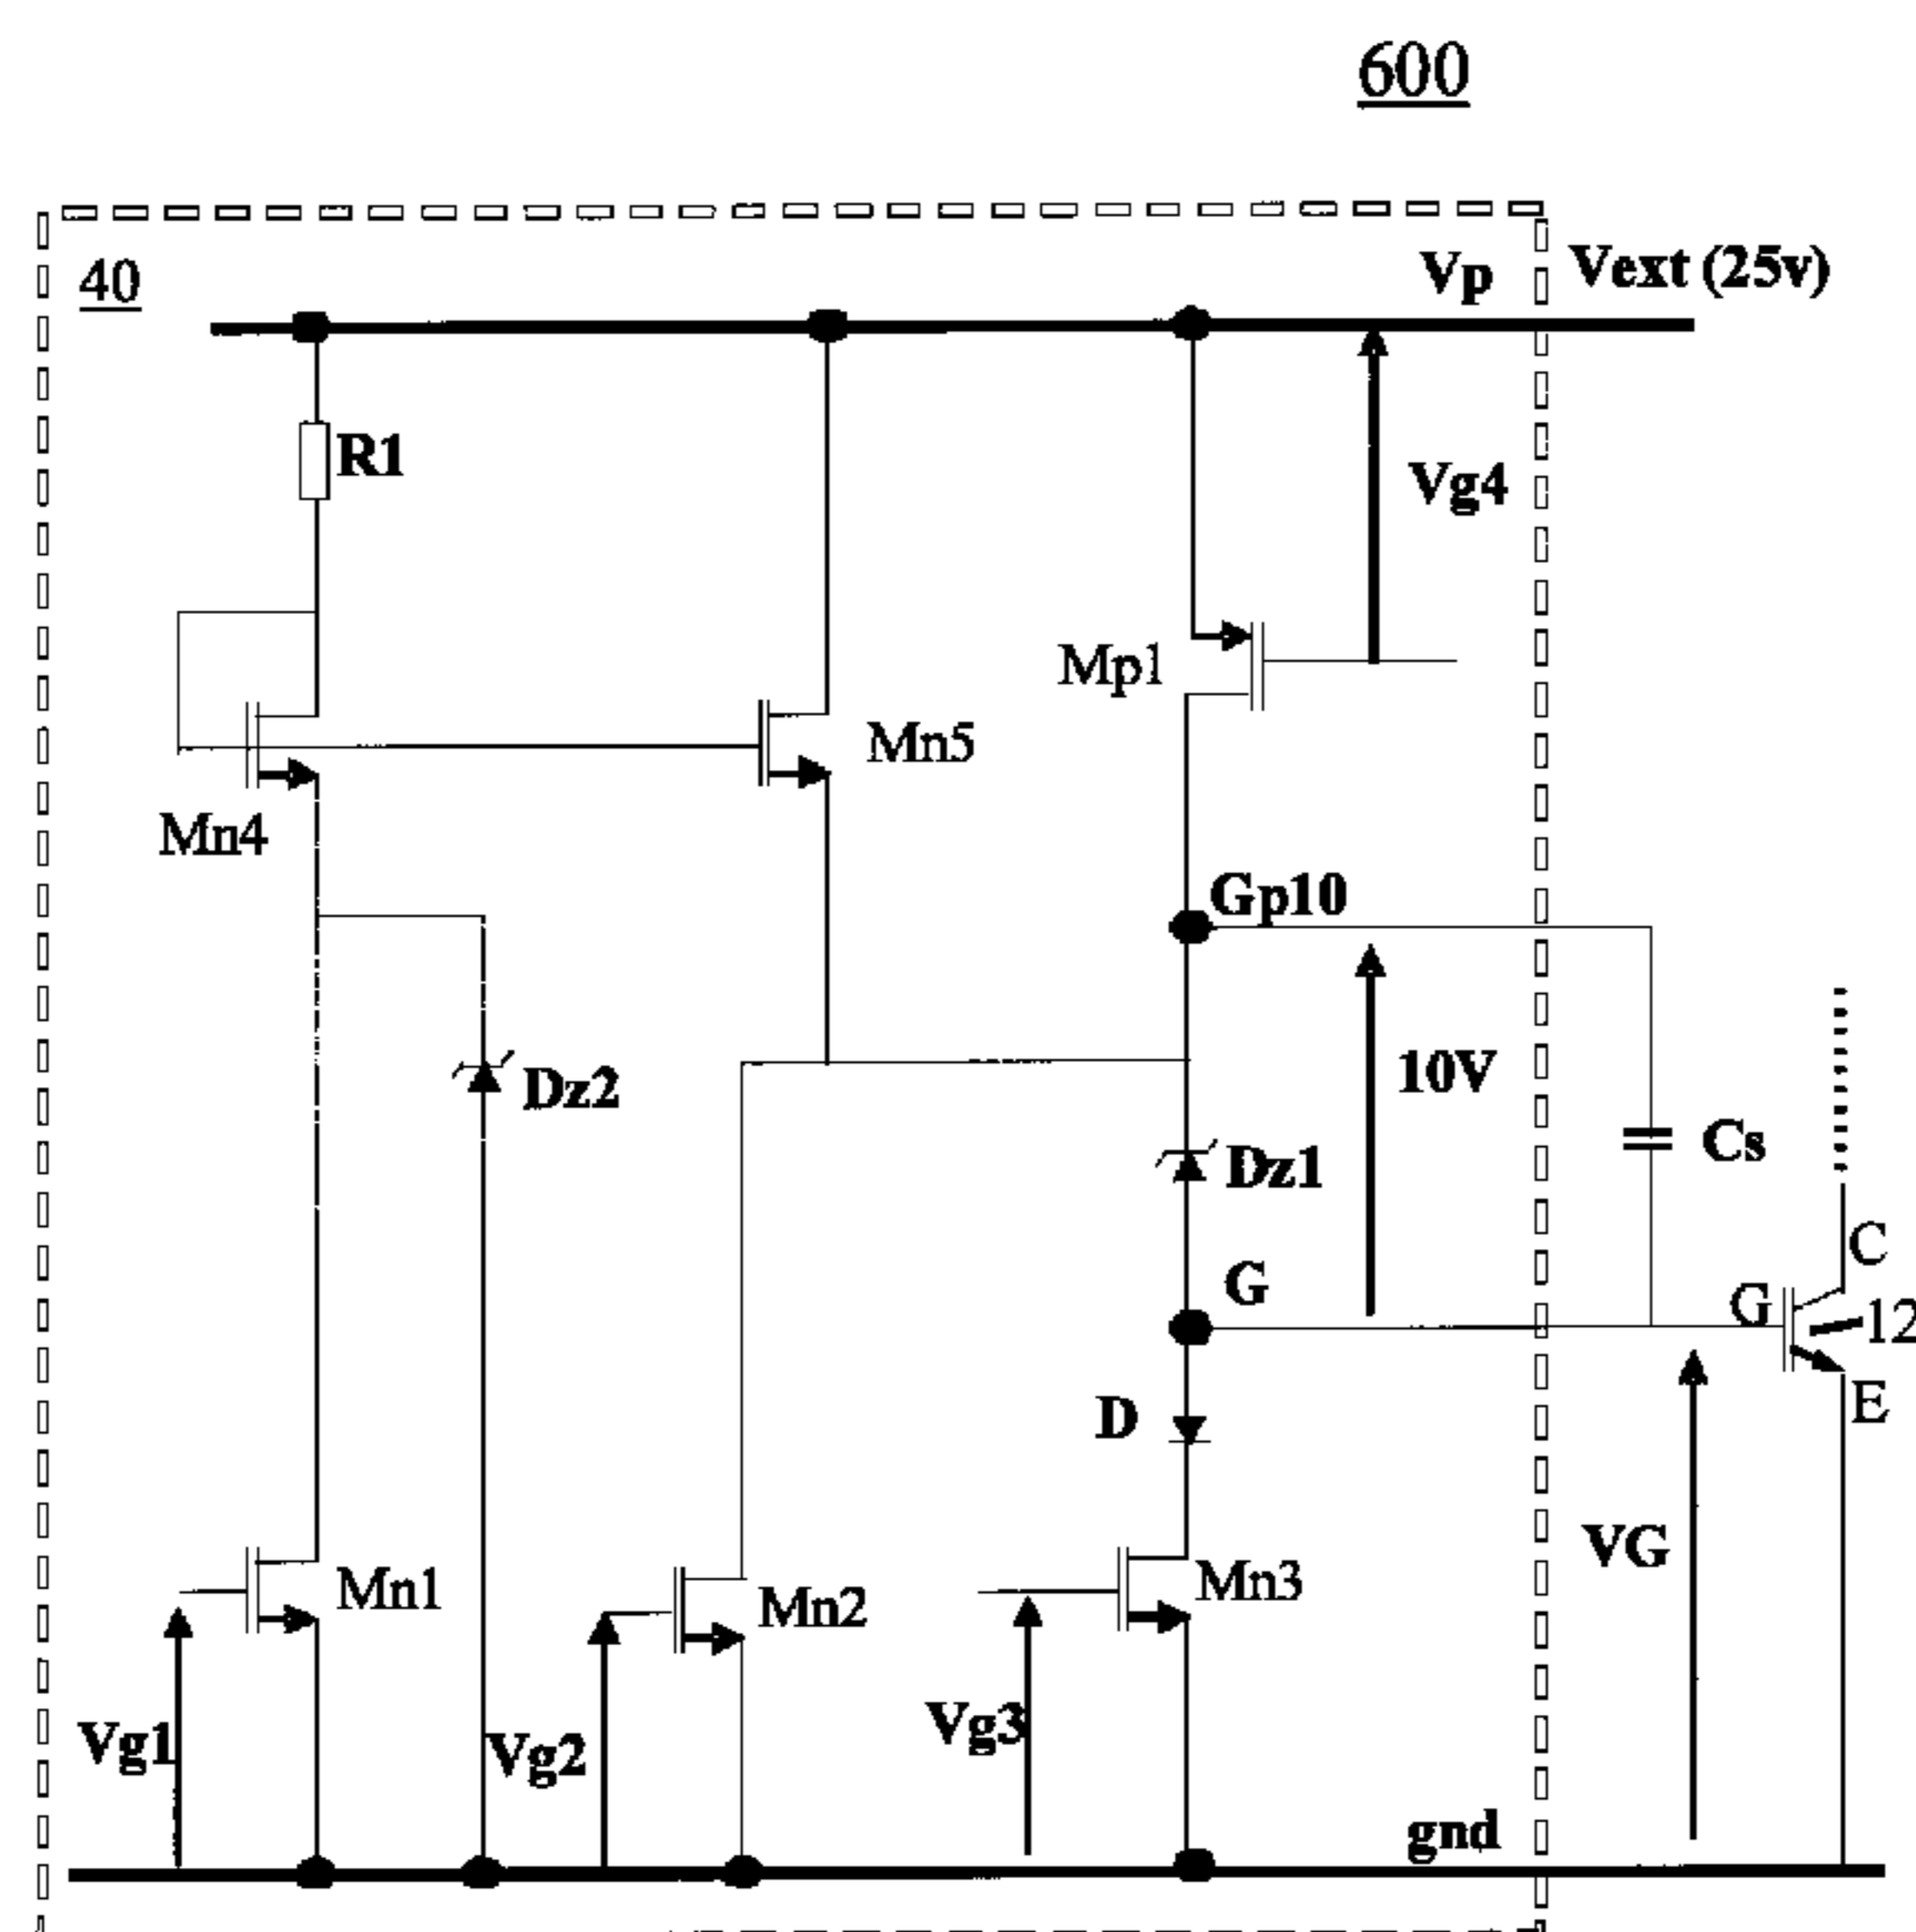 600
40
Vp
Vext (25v)
R1
Vg4
Mp1
Mn5
Mn4
Gp10
Dz2
10V
Cs
Dz1
C
G
G
12
D
E
VG
Mn1
Mn2
Mn3
Vg1
Vg2
Vg3
gnd